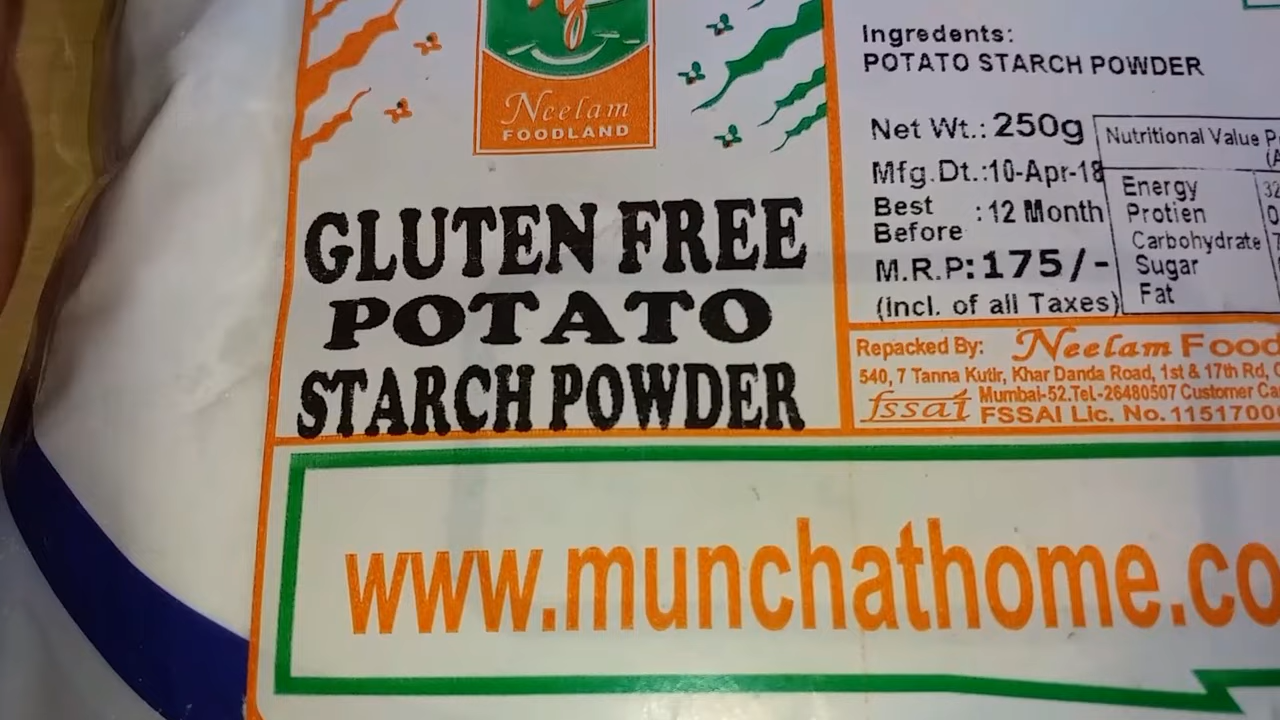 Neelam
FOODLAND
GLUTEN FREE
POTATO
STARCH POWDER
Ingredents:
POTATO STARCH POWDER
Net Wt.: 250g
Mfg.Dt.:10-Apr-18
Best Before : 12 Month
M.R.P:175/-
(Incl. of all Taxes)
Nutritional Value
Energy
Protien
Carbohydrate
Sugar
Fat
Repacked By: Neelam Food
540, 7 Tanna Kutir, Khar Danda Road, 1st & 17th Rd,
Mumbai-52.Tel-26480507 Customer
fssai FSSAI Lic. No.
www.munchathome.co